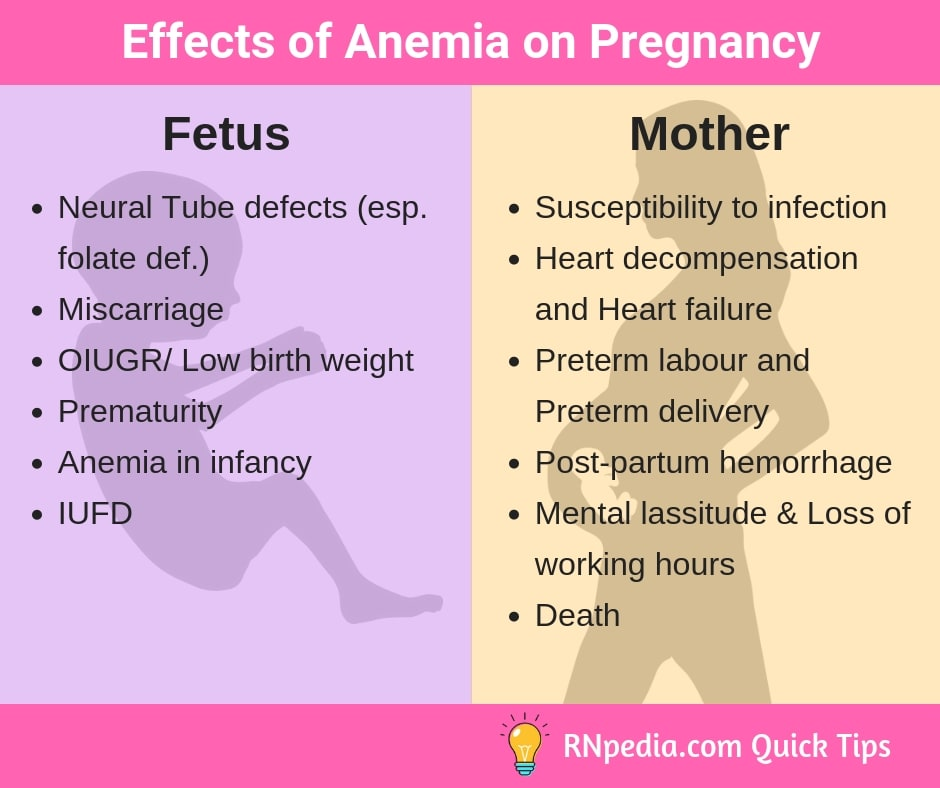 Effects of Anemia on Pregnancy
Fetus
• Neural Tube defects (esp.
folate def.)
• Miscarriage
• OIUGR/ Low birth weight
• Prematurity
• Anemia in infancy
• IUFD
Mother
• Susceptibility to infection
• Heart decompensation
and Heart failure
• Preterm labour and
Preterm delivery
• Post-partum hemorrhage
• Mental lassitude & Loss of
working hours
• Death
RNpedia.com Quick Tips